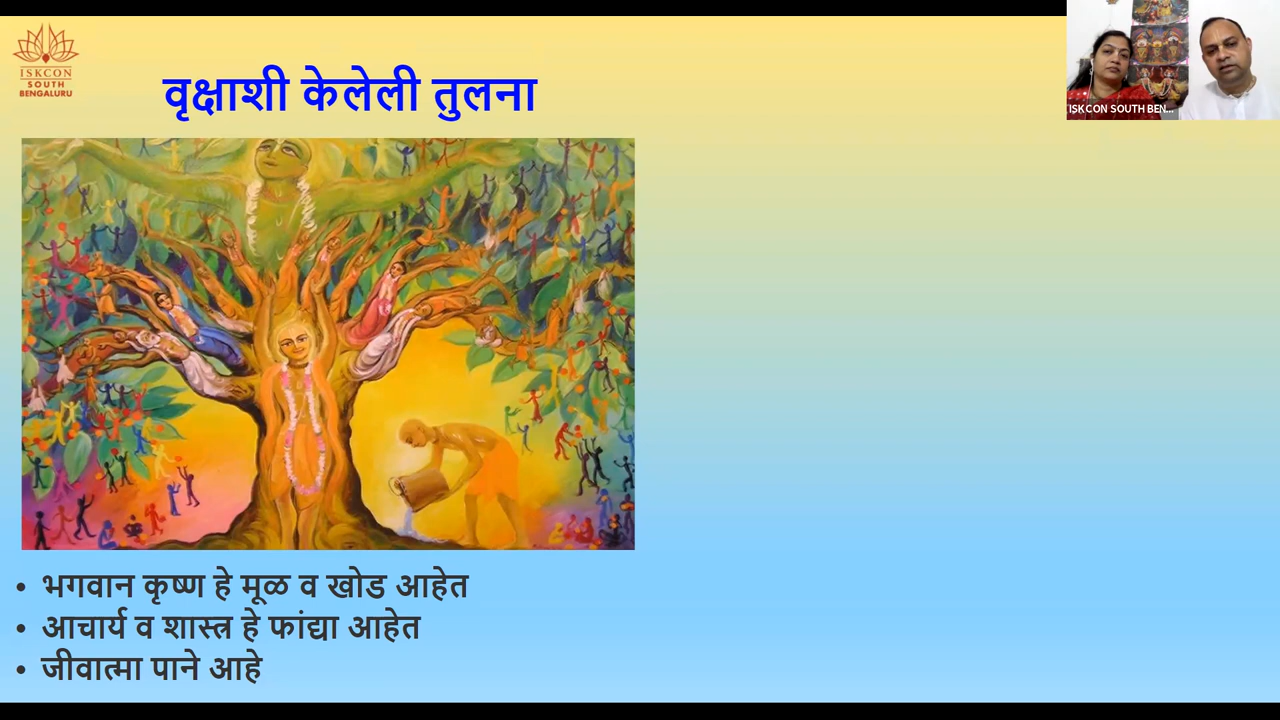 ISKCON
SOUTH
BENGALURU
वृक्षाशी केलेली तुलना
ISKCON SOUTH BEN...
• भगवान कृष्ण हे मूळ व खोड आहेत
• आचार्य व शास्त्र हे फांद्या आहेत
• जीवात्मा पाने आहे